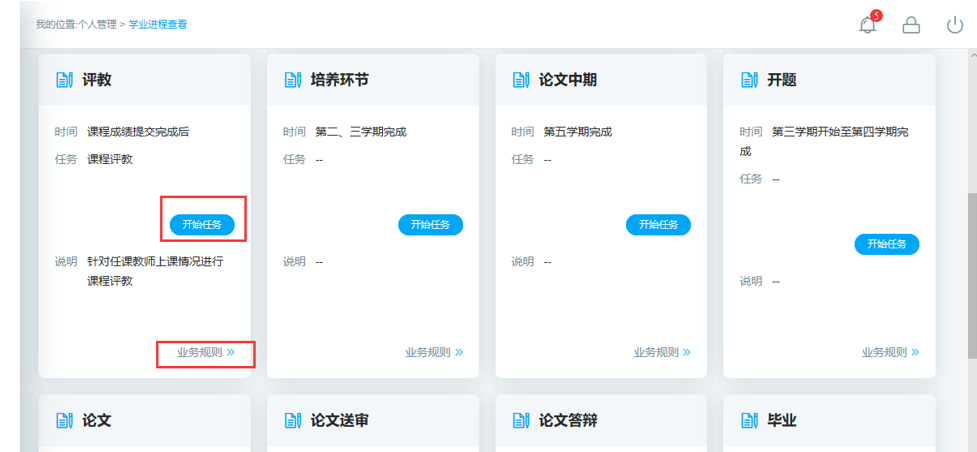 我的位置:个人管理 > 学业进程查看
5
评教
时间 课程成绩提交完成后
任务 课程评教
开始任务
说明 针对任课教师上课情况进行
课程评教
业务规则 »
培养环节
时间 第二、三学期完成
任务 --
开始任务
说明 --
业务规则 »
论文中期
时间 第五学期完成
任务 --
开始任务
说明 --
业务规则 »
开题
时间 第三学期开始至第四学期完
成
任务 --
开始任务
说明 --
业务规则 »
论文
论文送审
论文答辩
毕业